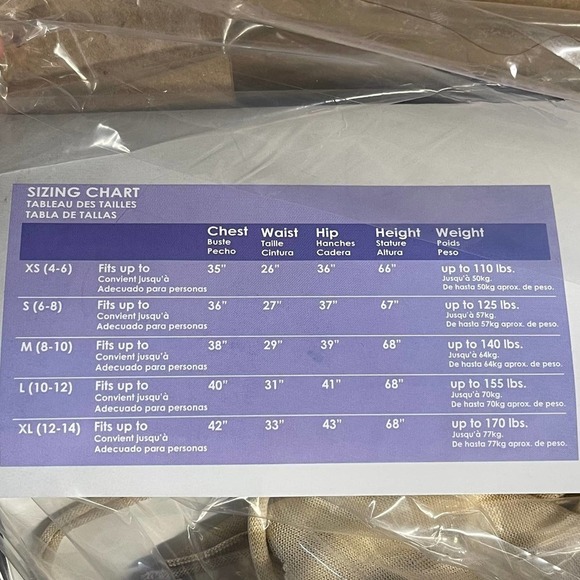 SIZING CHART
TABLEAU DES TAILLES
TABLA DE TALLAS
Chest Waist Hip Height Weight
Buste Taille Hanches Stature Poids
Pecho Cintura Cadera Altura Peso
XS (4-6) Fits up to 35" 26" 36" 66" up to 110 lbs.
Convient jusqu'à Jusqu'à 50kg.
Adecuado para personas De hasta 50kg aprox. de peso.
S (6-8) Fits up to 36" 27" 37" 67" up to 125 lbs.
Convient jusqu'à Jusqu'à 57kg.
Adecuado para personas De hasta 57kg aprox. de peso.
M (8-10) Fits up to 38" 29" 39" 68" up to 140 lbs.
Convient jusqu'à Jusqu'à 64kg.
Adecuado para personas De hasta 64kg aprox. de peso.
L (10-12) Fits up to 40" 31" 41" 68" up to 155 lbs.
Convient jusqu'à Jusqu'à 70kg.
Adecuado para personas De hasta 70kg aprox. de peso.
XL (12-14) Fits up to 42" 33" 43" 68" up to 170 lbs.
Convient jusqu'à Jusqu'à 77kg.
Adecuado para personas De hasta 77kg aprox. de peso.